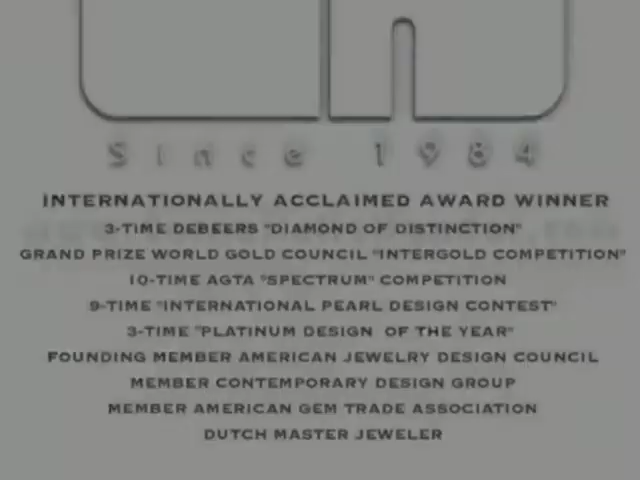 Since 1984
INTERNATIONALLY ACCLAIMED AWARD WINNER
3-TIME DEBEERS "DIAMOND OF DISTINCTION"
GRAND PRIZE WORLD GOLD COUNCIL "INTERGOLD COMPETITION"
10-TIME AGTA "SPECTRUM" COMPETITION
9-TIME "INTERNATIONAL PEARL DESIGN CONTEST"
3-TIME "PLATINUM DESIGN OF THE YEAR"
FOUNDING MEMBER AMERICAN JEWELRY DESIGN COUNCIL
MEMBER CONTEMPORARY DESIGN GROUP
MEMBER AMERICAN GEM TRADE ASSOCIATION
DUTCH MASTER JEWELER